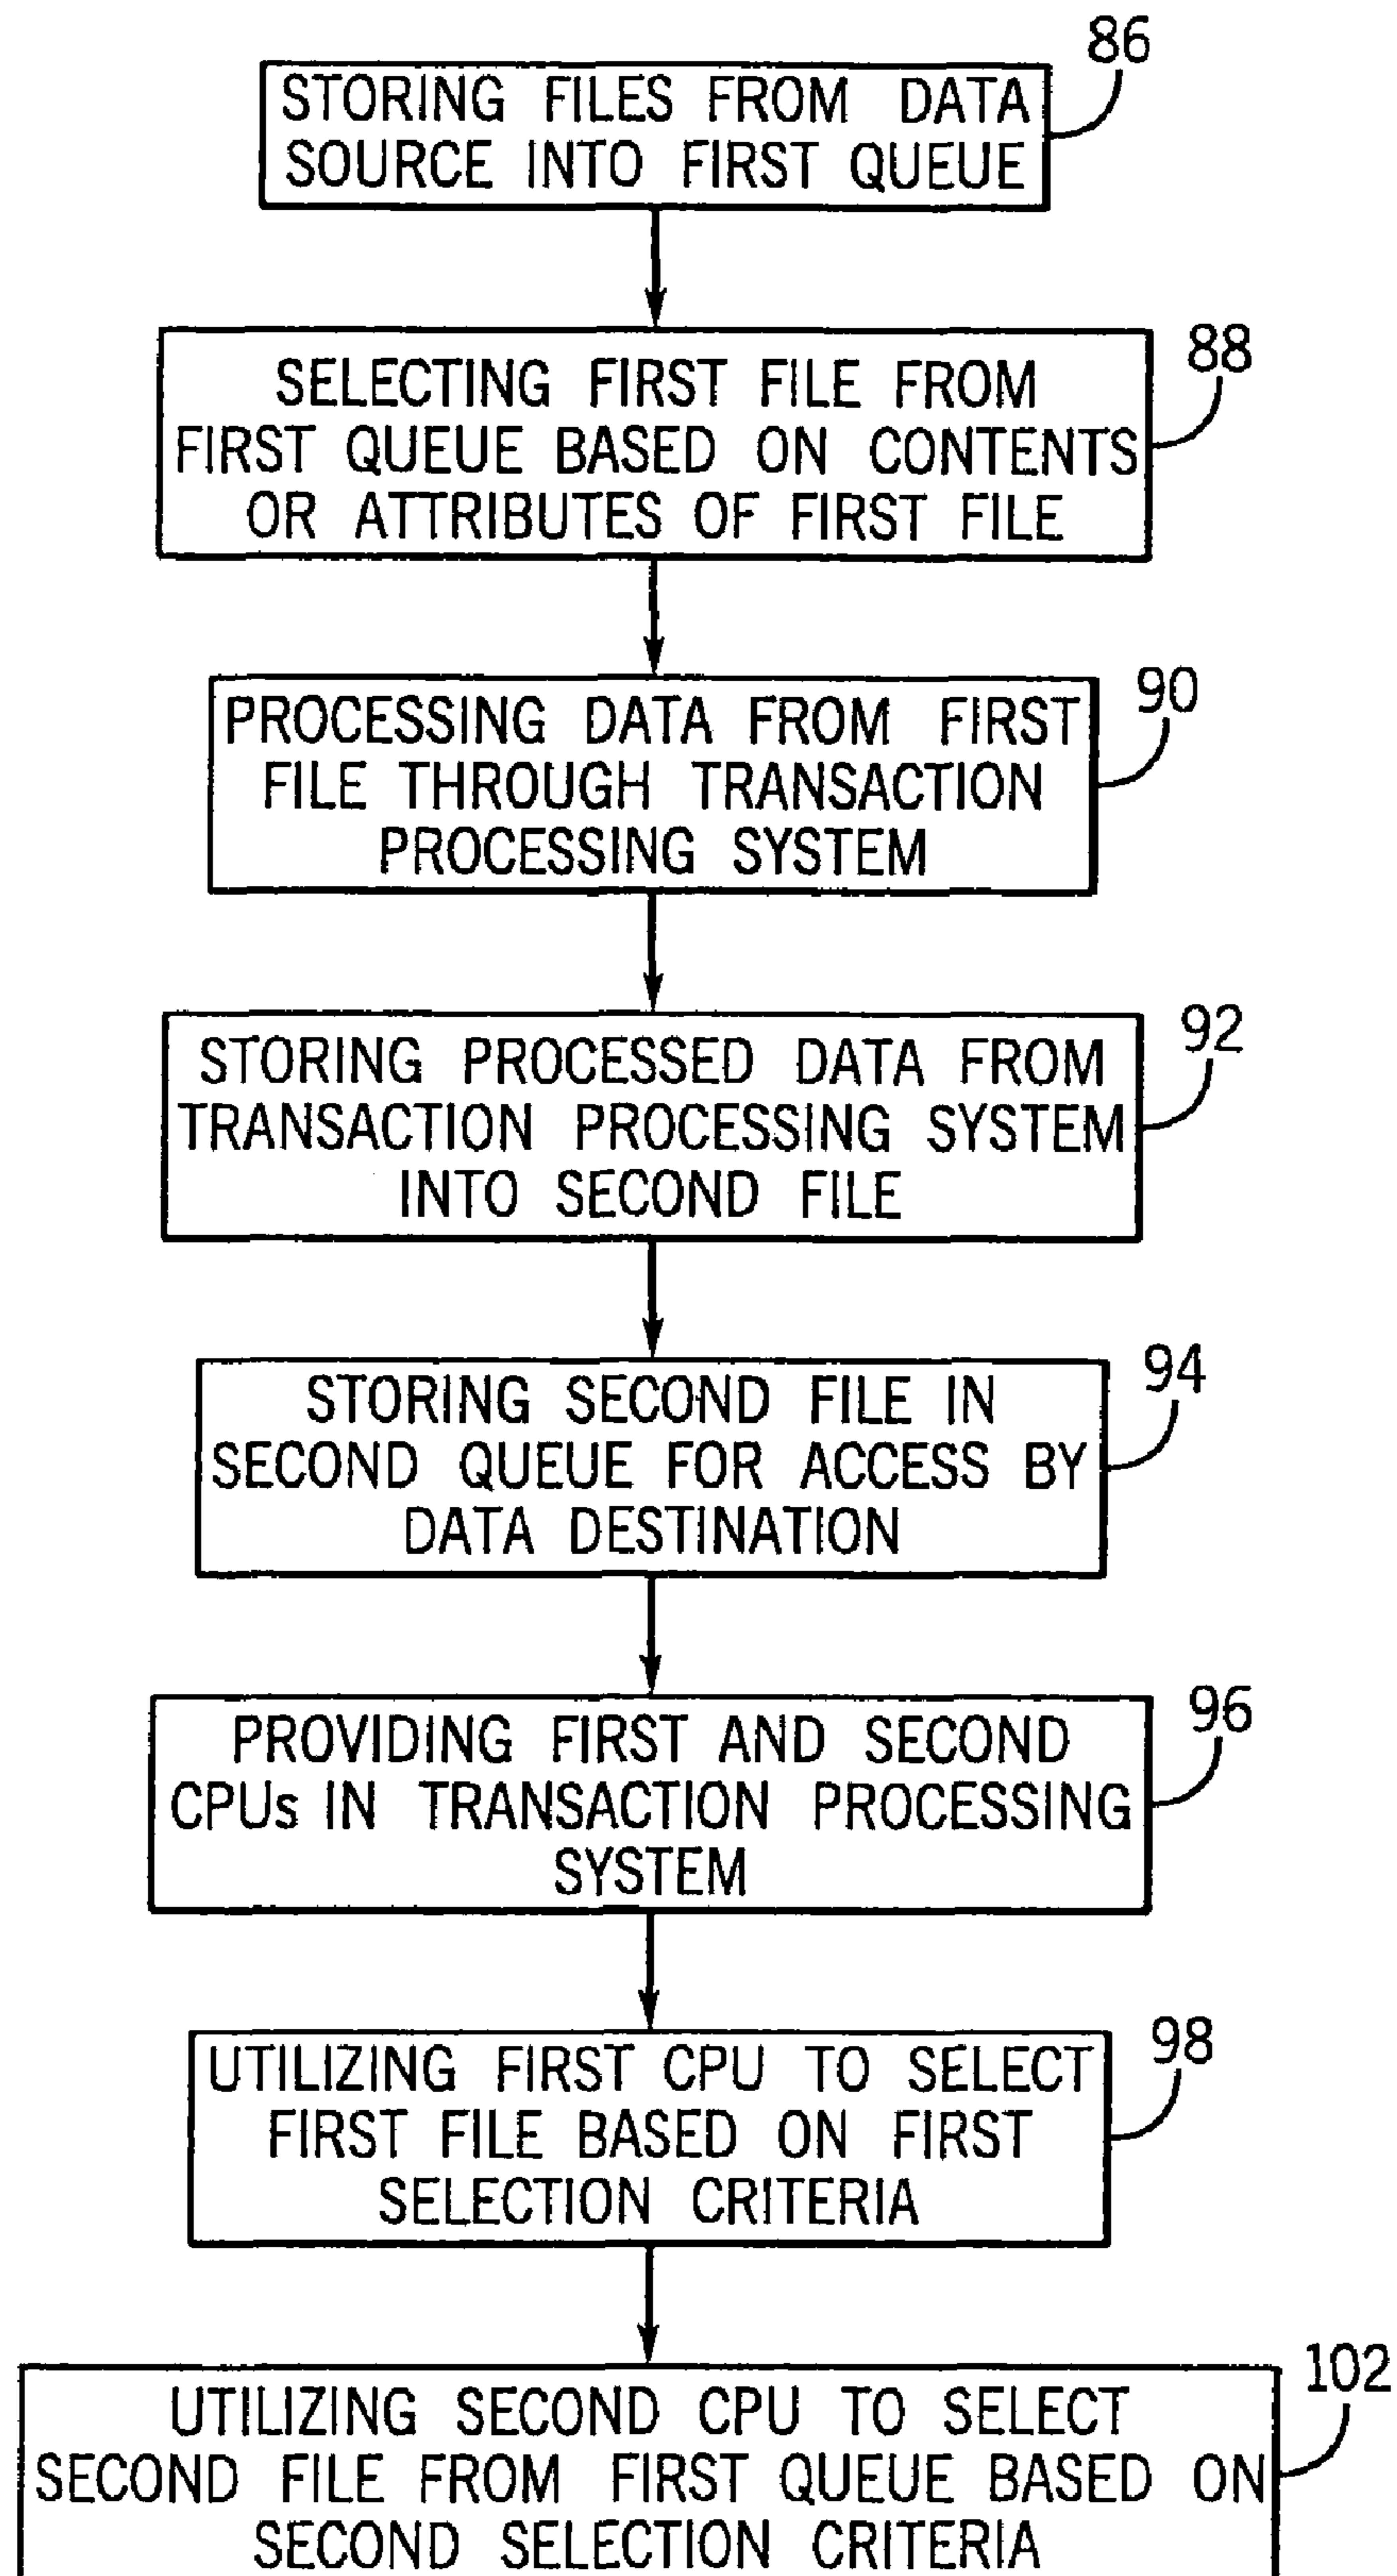 86
STORING FILES FROM DATA
SOURCE INTO FIRST QUEUE
88
SELECTING FIRST FILE FROM
FIRST QUEUE BASED ON CONTENTS
OR ATTRIBUTES OF FIRST FILE
90
PROCESSING DATA FROM FIRST
FILE THROUGH TRANSACTION
PROCESSING SYSTEM
92
STORING PROCESSED DATA FROM
TRANSACTION PROCESSING SYSTEM
INTO SECOND FILE
94
STORING SECOND FILE IN
SECOND QUEUE FOR ACCESS BY
DATA DESTINATION
96
PROVIDING FIRST AND SECOND
CPUs IN TRANSACTION PROCESSING
SYSTEM
98
UTILIZING FIRST CPU TO SELECT
FIRST FILE BASED ON FIRST
SELECTION CRITERIA
102
UTILIZING SECOND CPU TO SELECT
SECOND FILE FROM FIRST QUEUE BASED ON
SECOND SELECTION CRITERIA